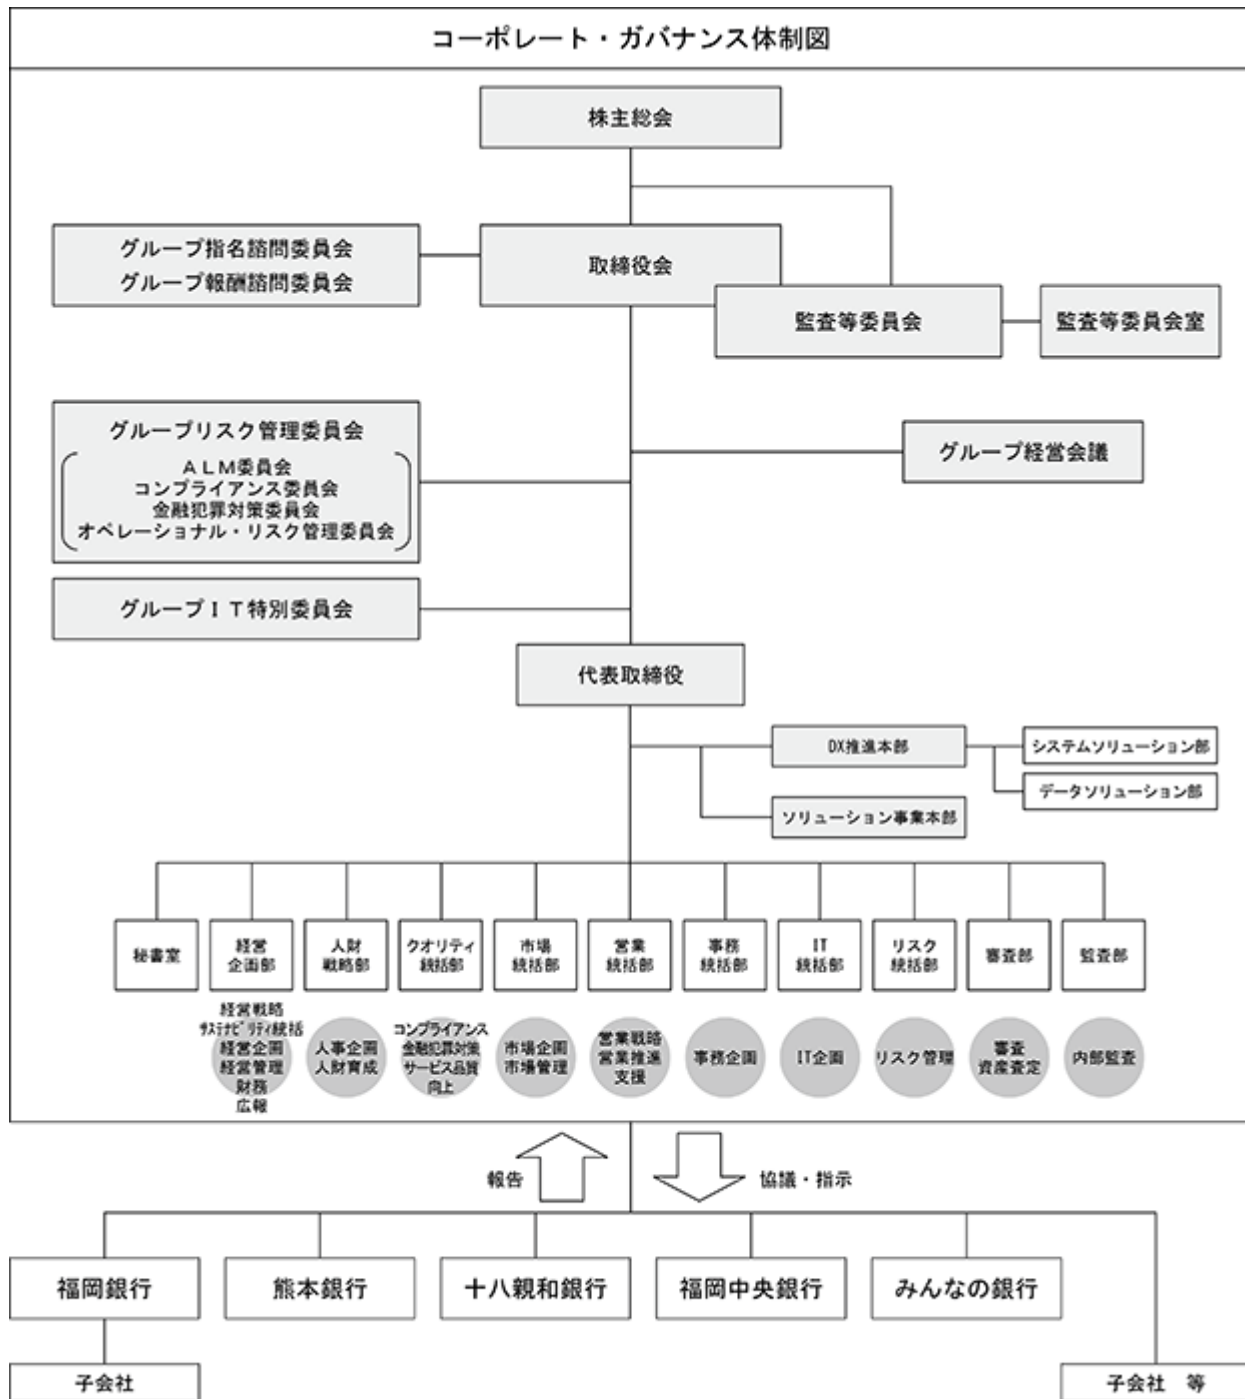 コーポレート・ガバナンス体制図
株主総会
グループ指名諮問委員会
グループ報酬諮問委員会
取締役会
監査等委員会
監査等委員会室
グループリスク管理委員会
ＡＬＭ委員会
コンプライアンス委員会
金融犯罪対策委員会
オペレーショナル・リスク管理委員会
グループ経営会議
グループＩＴ特別委員会
代表取締役
DX推進本部
システムソリューション部
データソリューション部
ソリューション事業本部
秘書室
経営
企画部
人財
戦略部
クオリティ
統括部
市場
統括部
営業
統括部
事務
統括部
IT
統括部
リスク
統括部
審査部
監査部
経営戦略
ｻｽﾃﾅﾋﾞﾘﾃｨ統括
経営企画
経営管理
財務
広報
人事企画
人財育成
コンプライアンス
金融犯罪対策
サービス品質
向上
市場企画
市場管理
営業戦略
営業推進
支援
事務企画
IT企画
リスク管理
審査
資産査定
内部監査
報告
協議・指示
福岡銀行
熊本銀行
十八親和銀行
福岡中央銀行
みんなの銀行
子会社
子会社　等